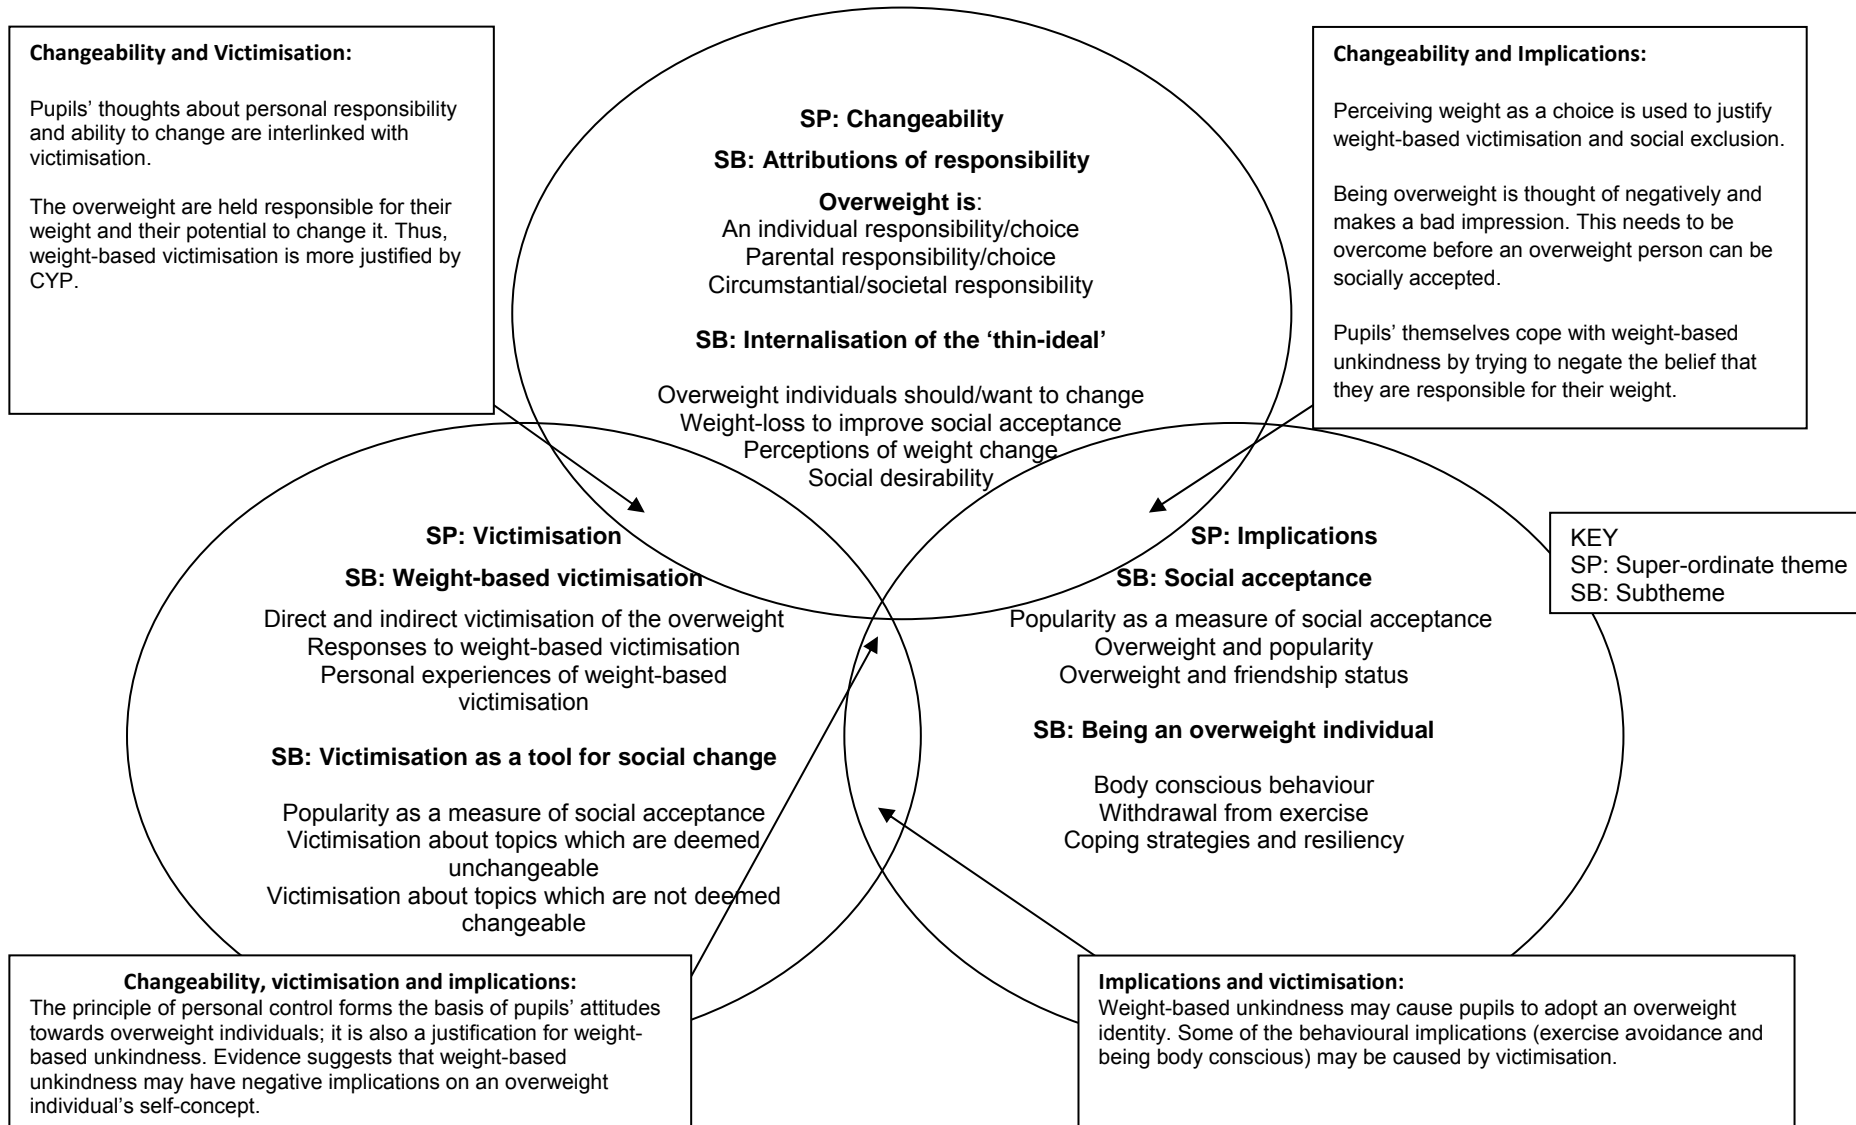 Changeability and Victimisation:
Pupils’ thoughts about personal responsibility
and ability to change are interlinked with
victimisation.
The overweight are held responsible for their
weight and their potential to change it. Thus,
weight-based victimisation is more justified by
CYP.
SP: Changeability
SB: Attributions of responsibility
Overweight is:
An individual responsibility/choice
Parental responsibility/choice
Circumstantial/societal responsibility
SB: Internalisation of the ‘thin-ideal’
Overweight individuals should/want to change
Weight-loss to improve social acceptance
Perceptions of weight change
Social desirability
Changeability and Implications:
Perceiving weight as a choice is used to justify
weight-based victimisation and social exclusion.
Being overweight is thought of negatively and
makes a bad impression. This needs to be
overcome before an overweight person can be
socially accepted.
Pupils’ themselves cope with weight-based
unkindness by trying to negate the belief that
they are responsible for their weight.
SP: Victimisation
SB: Weight-based victimisation
Direct and indirect victimisation of the overweight
Responses to weight-based victimisation
Personal experiences of weight-based
victimisation
SB: Victimisation as a tool for social change
Popularity as a measure of social acceptance
Victimisation about topics which are deemed
unchangeable
Victimisation about topics which are not deemed
changeable
SP: Implications
SB: Social acceptance
Popularity as a measure of social acceptance
Overweight and popularity
Overweight and friendship status
SB: Being an overweight individual
Body conscious behaviour
Withdrawal from exercise
Coping strategies and resiliency
KEY
SP: Super-ordinate theme
SB: Subtheme
Changeability, victimisation and implications:
The principle of personal control forms the basis of pupils’ attitudes
towards overweight individuals; it is also a justification for weight-
based unkindness. Evidence suggests that weight-based
unkindness may have negative implications on an overweight
individual’s self-concept.
Implications and victimisation:
Weight-based unkindness may cause pupils to adopt an overweight
identity. Some of the behavioural implications (exercise avoidance and
being body conscious) may be caused by victimisation.